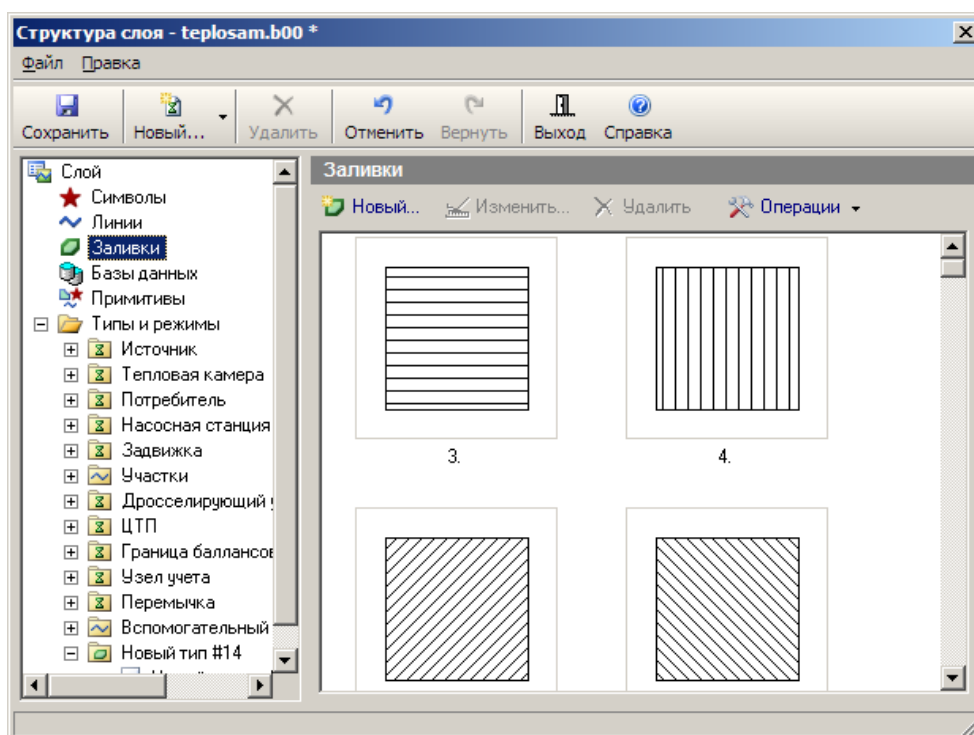 Структура слоя - teplosam.b00 *
Файл Правка
Сохранить Новый... Удалить Отменить Вернуть Выход Справка
Слой
Символы
Линии
Заливки
Базы данных
Примитивы
Типы и режимы
Источник
Тепловая камера
Потребитель
Насосная станция
Задвижка
Участки
Дросселирующий
ЦТП
Граница баллансов
Узел учета
Перемычка
Вспомогательный
Новый тип #14
Заливки
Новый... Изменить... Удалить Операции
3. 4.